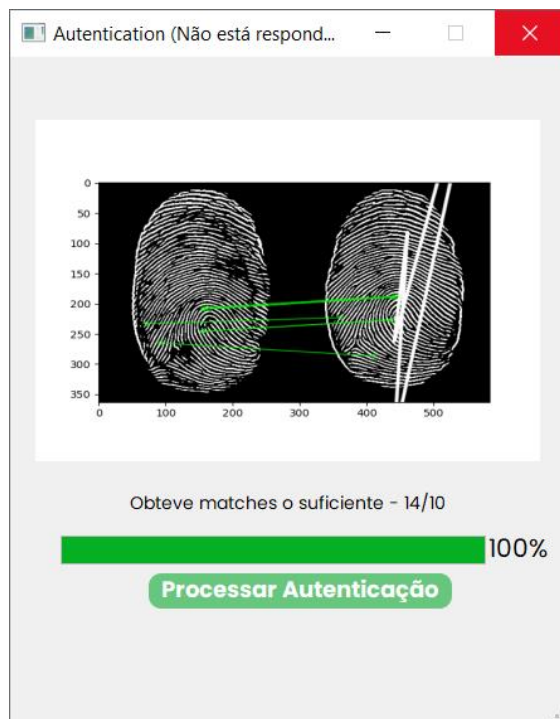 Autentication (Não está respond...
0
50
100
150
200
250
300
350
0 100 200 300 400 500
Obteve matches o suficiente - 14/10
100%
Processar Autenticação